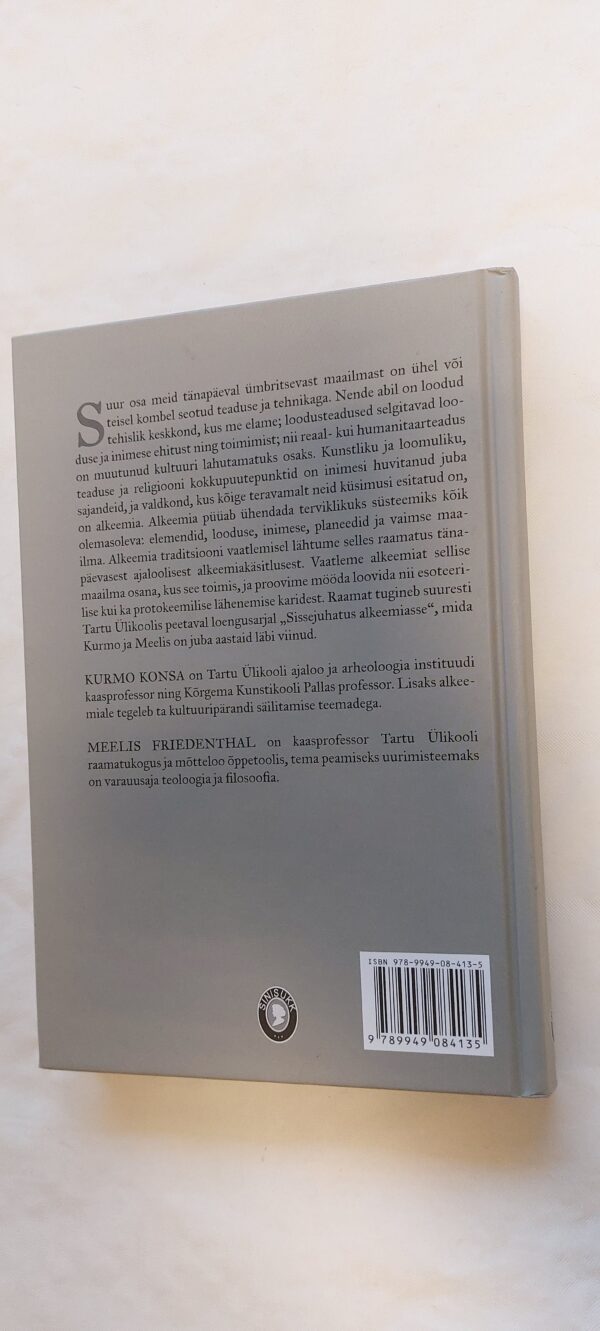 Suur osa meid tänapäeval ümbritsevast maailmast on ühel või
teisel kombel seotud teaduse ja tehnikaga. Nende abil on loodud
tehislik keskkond, kus me elame; loodusteadused selgitavad loo-
duse ja inimese ehitust ning toimimist; nii reaal- kui humanitaarteadus
on muutunud kultuuri lahutamatuks osaks. Kunstliku ja loomuliku,
teaduse ja religiooni kokkupuutepunktid on inimesi huvitanud juba
sajandeid, ja valdkond, kus kõige teravamalt neid küsimusi esitatud on,
on alkeemia. Alkeemia püüab ühendada terviklikuks süsteemiks kõik
olemasoleva: elemendid, looduse, inimese, planeedid ja vaimse maa-
ilma. Alkeemia traditsiooni vaatlemisel lähtume selles raamatus täna-
päevasest ajaloolisest alkeemiakäsitlusest. Vaatleme alkeemiat sellise
maailma osana, kus see toimis, ja proovime mööda loovida nii esoteeri-
lise kui ka protokeemilise lähenemise karidest. Raamat tugineb suuresti
Tartu Ülikoolis peetaval loengusarjal „Sissejuhatus alkeemiasse“, mida
Kurmo ja Meelis on juba aastaid läbi viinud.
KURMO KONSA on Tartu Ülikooli ajaloo ja arheoloogia instituudi
kaasprofessor ning Kõrgema Kunstikooli Pallas professor. Lisaks alkee-
miale tegeleb ta kultuuripärandi säilitamise teemadega.
MEELIS FRIEDENTHAL on kaasprofessor Tartu Ülikooli
raamatukogus ja mõtteloo õppetoolis, tema peamiseks uurimisteemaks
on varauusaja teoloogia ja filosoofia.
ISBN 978-9949-08-413-5
SINISUKK
9 789949 084135